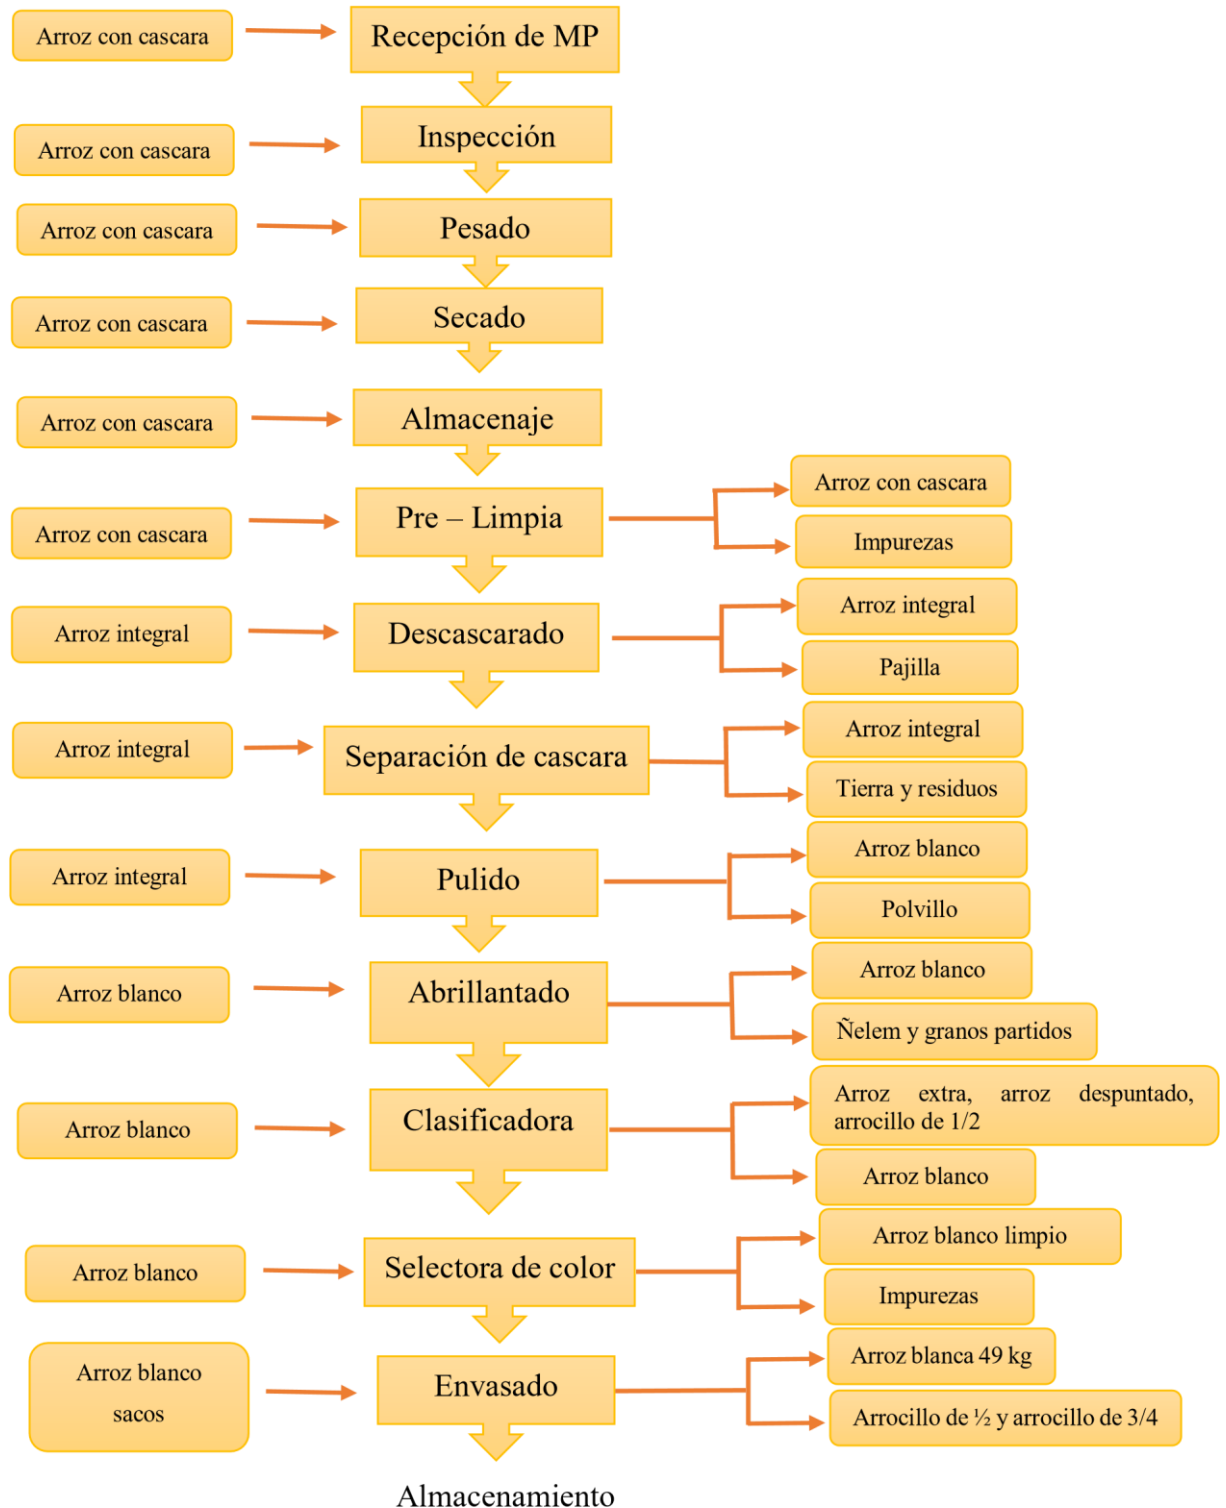 Arroz con cascara
Recepción de MP
Arroz con cascara
Inspección
Arroz con cascara
Pesado
Arroz con cascara
Secado
Arroz con cascara
Almacenaje
Arroz con cascara
Pre – Limpia
Arroz con cascara
Impurezas
Arroz integral
Descascarado
Arroz integral
Pajilla
Arroz integral
Separación de cascara
Arroz integral
Tierra y residuos
Arroz integral
Pulido
Arroz blanco
Polvillo
Arroz blanco
Abrillantado
Arroz blanco
Ñelem y granos partidos
Arroz blanco
Clasificadora
Arroz extra, arroz despuntado,
arrocillo de 1/2
Arroz blanco
Arroz blanco
Selectora de color
Arroz blanco limpio
Impurezas
Arroz blanco
sacos
Envasado
Arroz blanca 49 kg
Arrocillo de ½ y arrocillo de 3/4
Almacenamiento